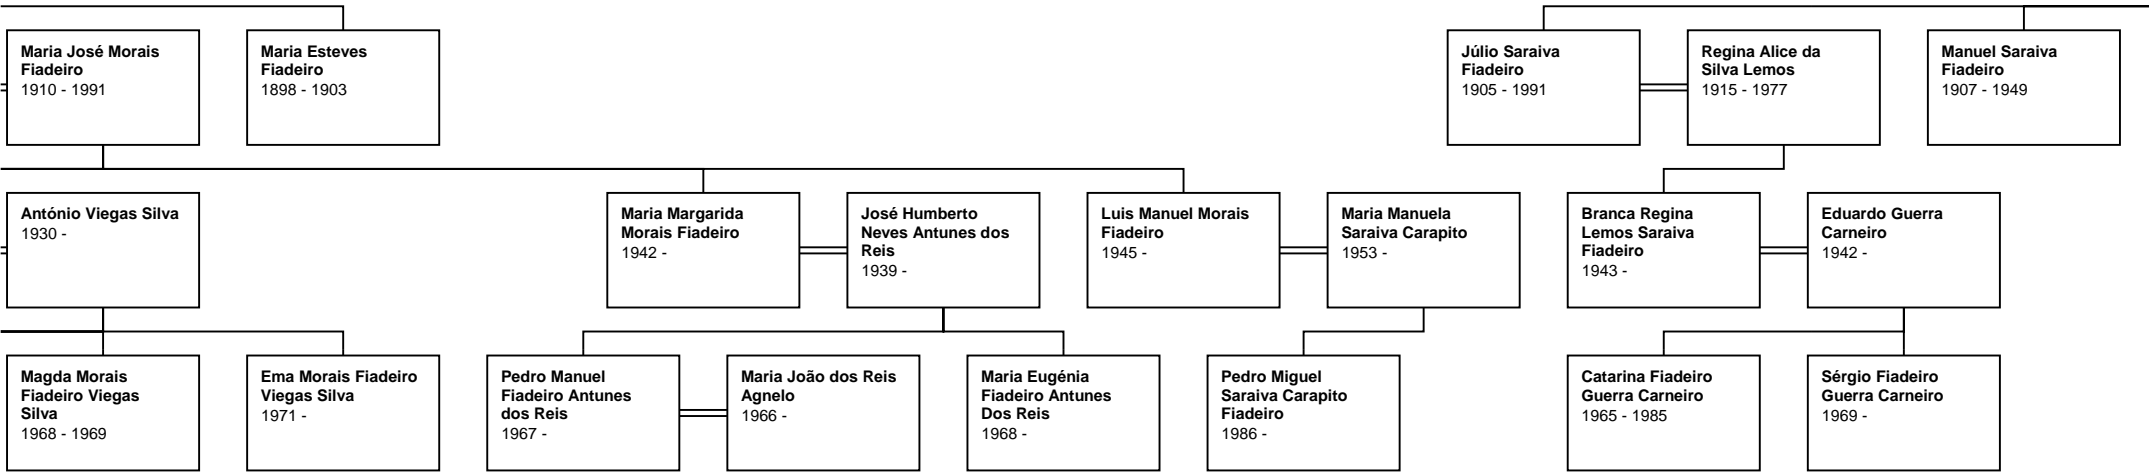 Maria José Morais
Fiadeiro
1910 - 1991
Maria Esteves
Fiadeiro
1898 - 1903
Júlio Saraiva
Fiadeiro
1905 - 1991
Regina Alice da
Silva Lemos
1915 - 1977
Manuel Saraiva
Fiadeiro
1907 - 1949
António Viegas Silva
1930 -
Maria Margarida
Morais Fiadeiro
1942 -
José Humberto
Neves Antunes dos
Reis
1939 -
Luis Manuel Morais
Fiadeiro
1945 -
Maria Manuela
Saraiva Carapito
1953 -
Branca Regina
Lemos Saraiva
Fiadeiro
1943 -
Eduardo Guerra
Carneiro
1942 -
Magda Morais
Fiadeiro Viegas
Silva
1968 - 1969
Ema Morais Fiadeiro
Viegas Silva
1971 -
Pedro Manuel
Fiadeiro Antunes
dos Reis
1967 -
Maria João dos Reis
Agnelo
1966 -
Maria Eugénia
Fiadeiro Antunes
Dos Reis
1968 -
Pedro Miguel
Saraiva Carapito
Fiadeiro
1986 -
Catarina Fiadeiro
Guerra Carneiro
1965 - 1985
Sérgio Fiadeiro
Guerra Carneiro
1969 -